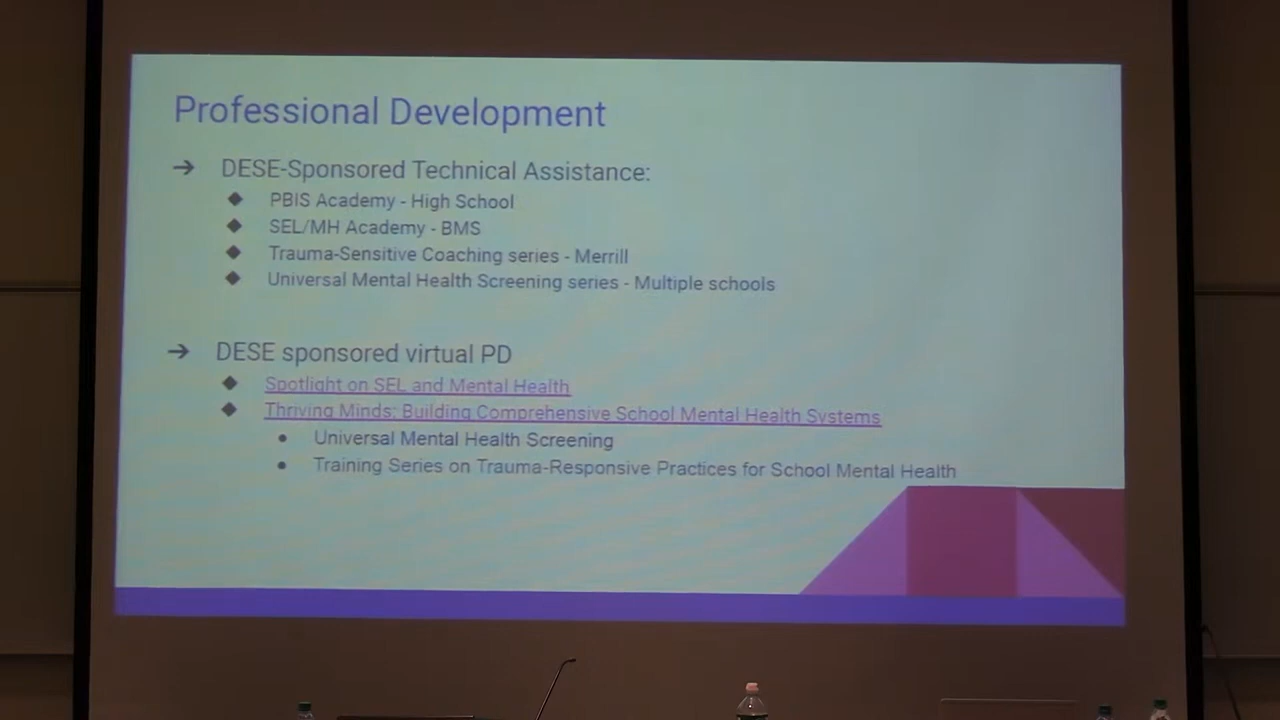 Professional Development
➔ DESE-Sponsored Technical Assistance:
◆ PBIS Academy - High School
◆ SEL/MH Academy - BMS
◆ Trauma-Sensitive Coaching series - Merrill
◆ Universal Mental Health Screening series - Multiple schools
➔ DESE sponsored virtual PD
◆ Spotlight on SEL and Mental Health
◆ Thriving Minds: Building Comprehensive School Mental Health Systems
● Universal Mental Health Screening
● Training Series on Trauma-Responsive Practices for School Mental Health